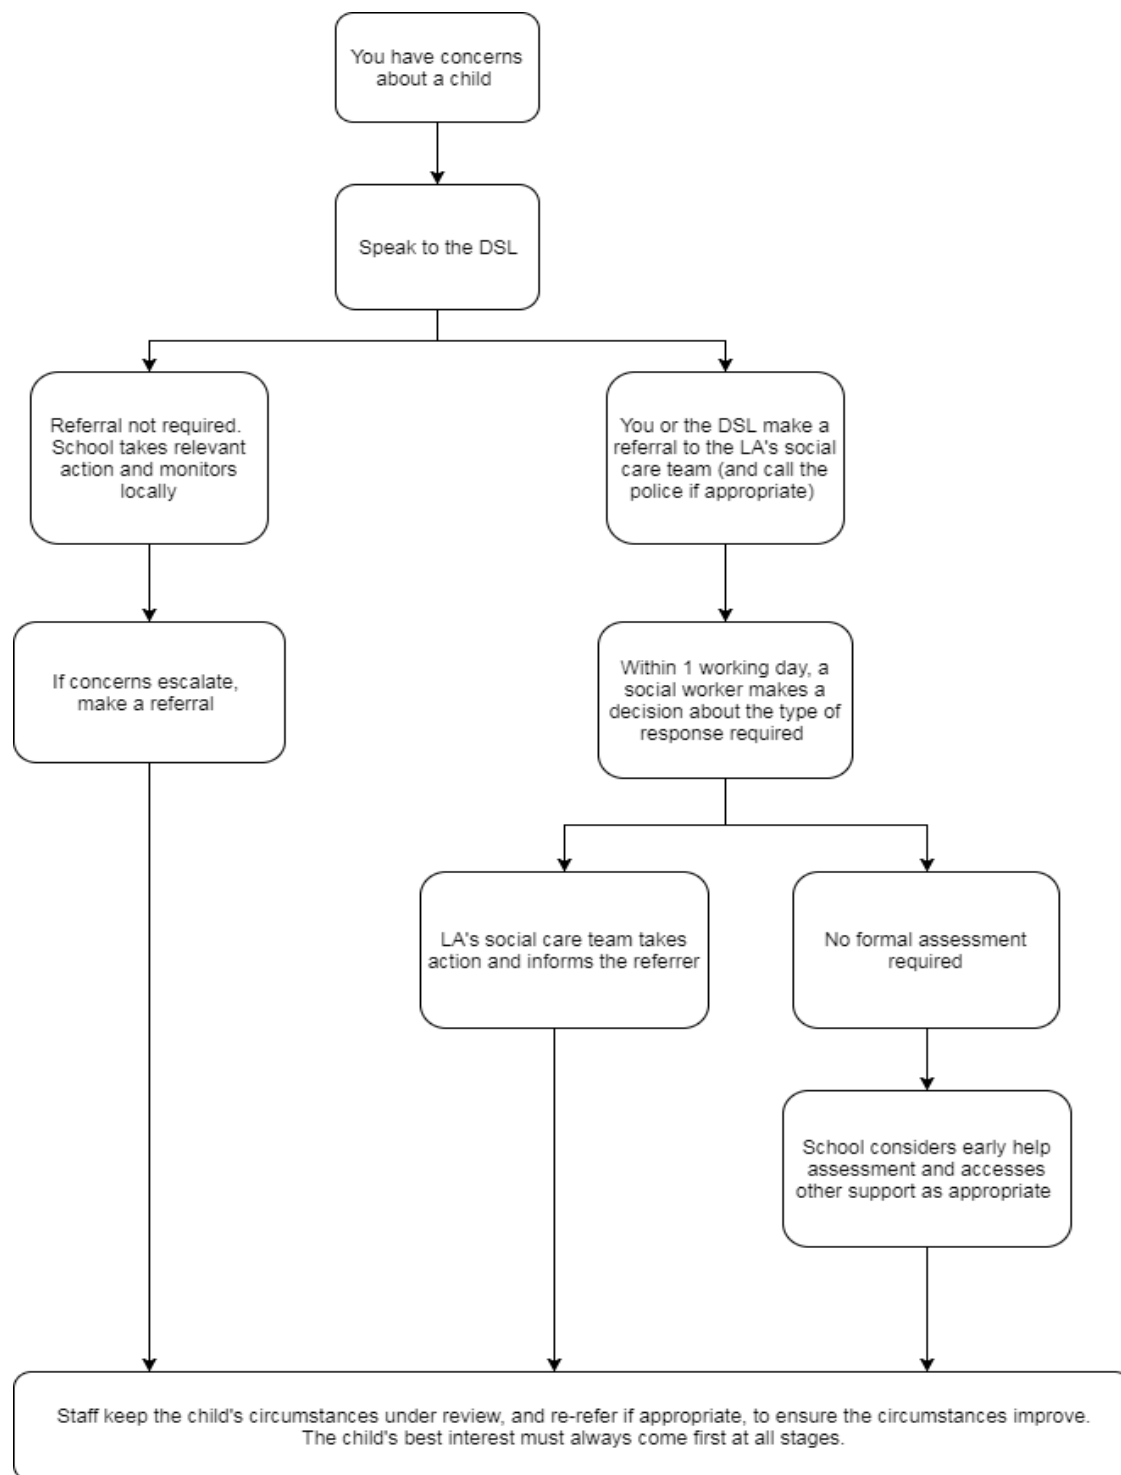 You have concerns
about a child
Speak to the DSL
Referral not required.
School takes relevant
action and monitors
locally
You or the DSL make a
referral to the LA's social
care team (and call the
police if appropriate)
If concerns escalate,
make a referral
Within 1 working day, a
social worker makes a
decision about the type of
response required
LA's social care team takes
action and informs the referrer
No formal assessment
required
School considers early help
assessment and accesses
other support as appropriate
Staff keep the child's circumstances under review, and re-refer if appropriate, to ensure the circumstances improve.
The child's best interest must always come first at all stages.